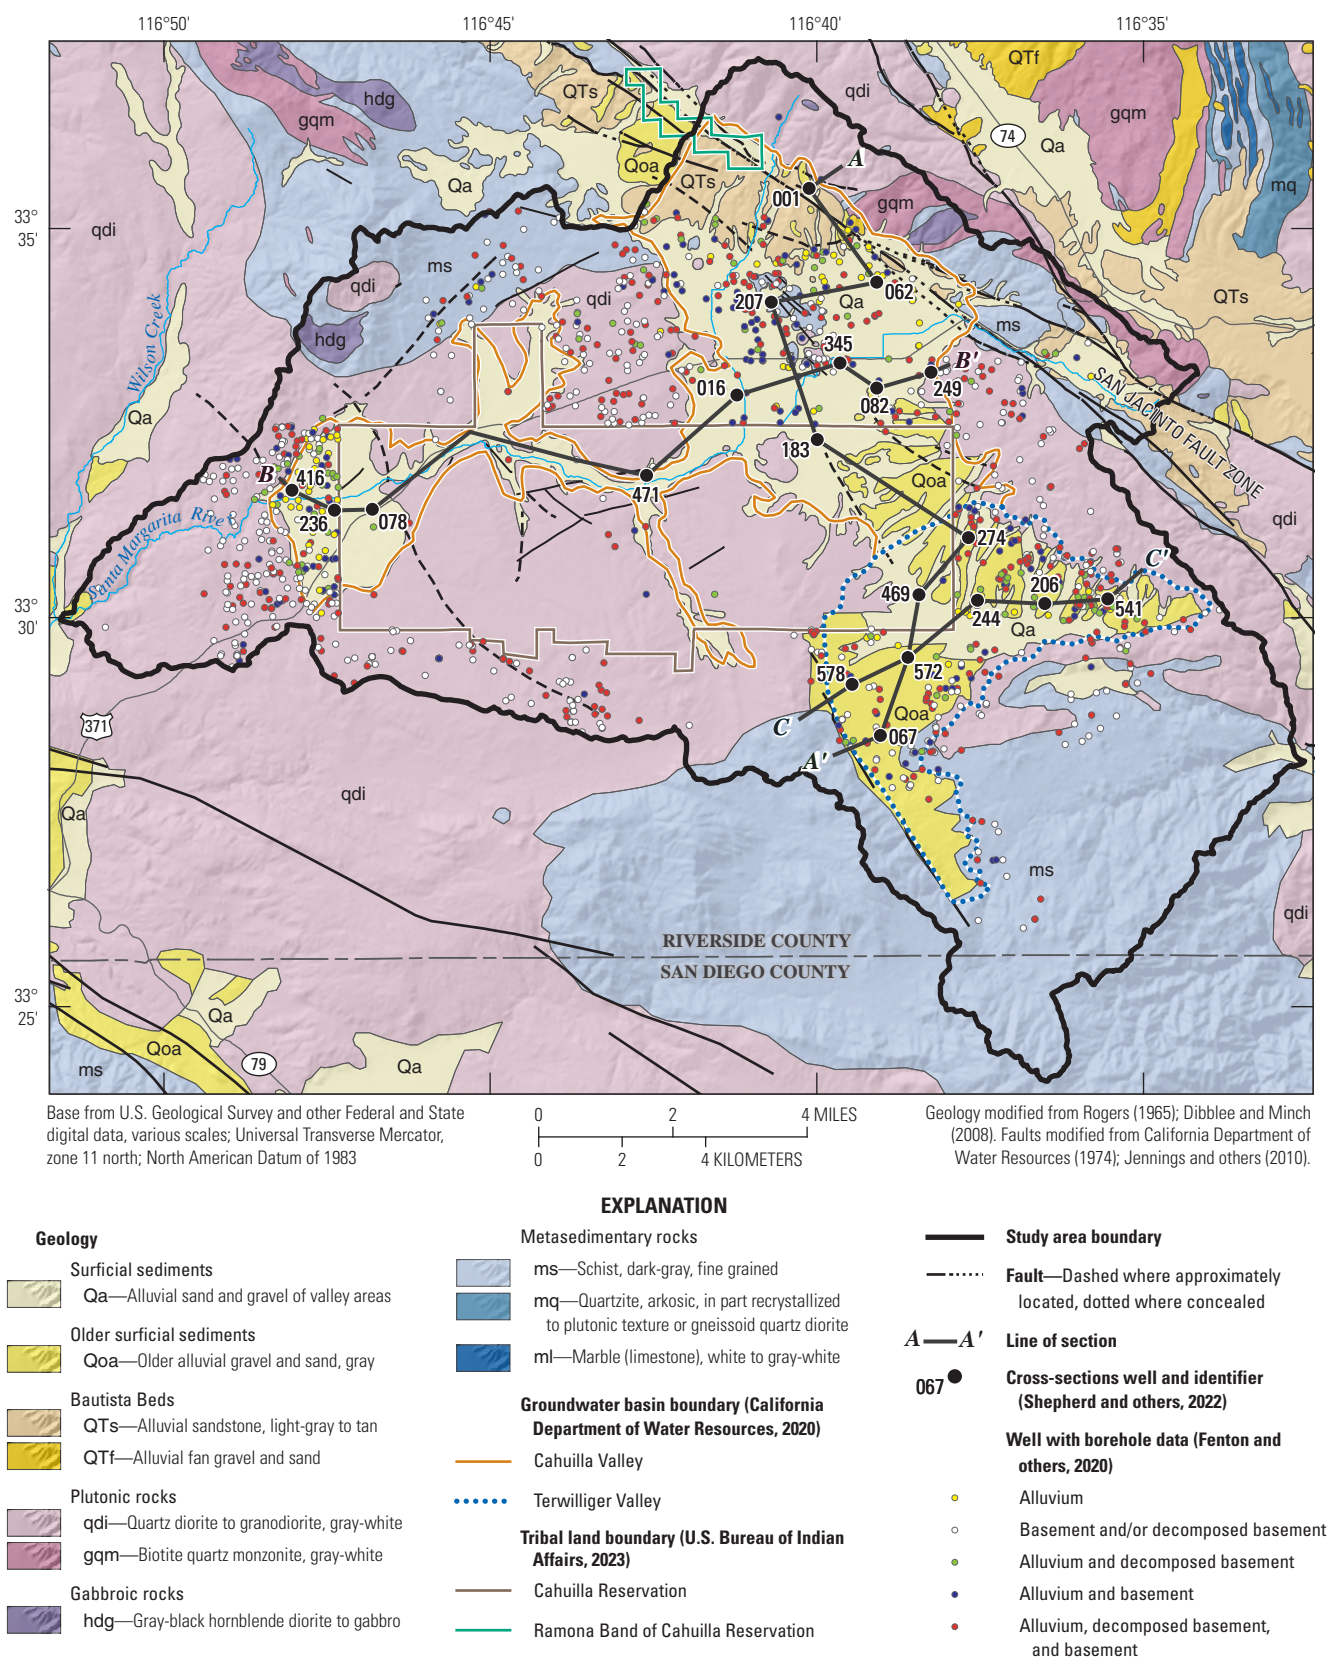 116°50'
116°45'
116°40'
116°35'
33°
35'
33°
30'
33°
25'
hdg
gqm
QTs
Qoa
QTs
Qa
qdi
ms
qdi
qdi
hdg
Wilson Creek
Qa
qdi
74
QTf
gqm
Qa
mq
A
001
gqm
QTs
062
207
Qa
ms
345
B'
016
249
082
SAN JACINTO FAULT ZONE
183
Qoa
qdi
B
416
236
078
471
Santa Margarita River
274
469
206
C'
244
541
Qa
578
572
Qoa
C
067
A'
371
Qa
qdi
ms
qdi
RIVERSIDE COUNTY
SAN DIEGO COUNTY
Qa
Qoa
ms
79
Qa
Base from U.S. Geological Survey and other Federal and State
digital data, various scales; Universal Transverse Mercator,
zone 11 north; North American Datum of 1983
0 2 4 MILES
0 2 4 KILOMETERS
Geology modified from Rogers (1965); Dibblee and Minch
(2008). Faults modified from California Department of
Water Resources (1974); Jennings and others (2010).
EXPLANATION
Geology
Surficial sediments
Qa—Alluvial sand and gravel of valley areas
Older surficial sediments
Qoa—Older alluvial gravel and sand, gray
Bautista Beds
QTs—Alluvial sandstone, light-gray to tan
QTf—Alluvial fan gravel and sand
Plutonic rocks
qdi—Quartz diorite to granodiorite, gray-white
gqm—Biotite quartz monzonite, gray-white
Gabbroic rocks
hdg—Gray-black hornblende diorite to gabbro
Metasedimentary rocks
ms—Schist, dark-gray, fine grained
mq—Quartzite, arkosic, in part recrystallized
to plutonic texture or gneissoid quartz diorite
ml—Marble (limestone), white to gray-white
Groundwater basin boundary (California
Department of Water Resources, 2020)
Cahuilla Valley
Terwilliger Valley
Tribal land boundary (U.S. Bureau of Indian
Affairs, 2023)
Cahuilla Reservation
Ramona Band of Cahuilla Reservation
Study area boundary
Fault—Dashed where approximately
located, dotted where concealed
A A' Line of section
067 Cross-sections well and identifier
(Shepherd and others, 2022)
Well with borehole data (Fenton and
others, 2020)
Alluvium
Basement and/or decomposed basement
Alluvium and decomposed basement
Alluvium and basement
Alluvium, decomposed basement,
and basement